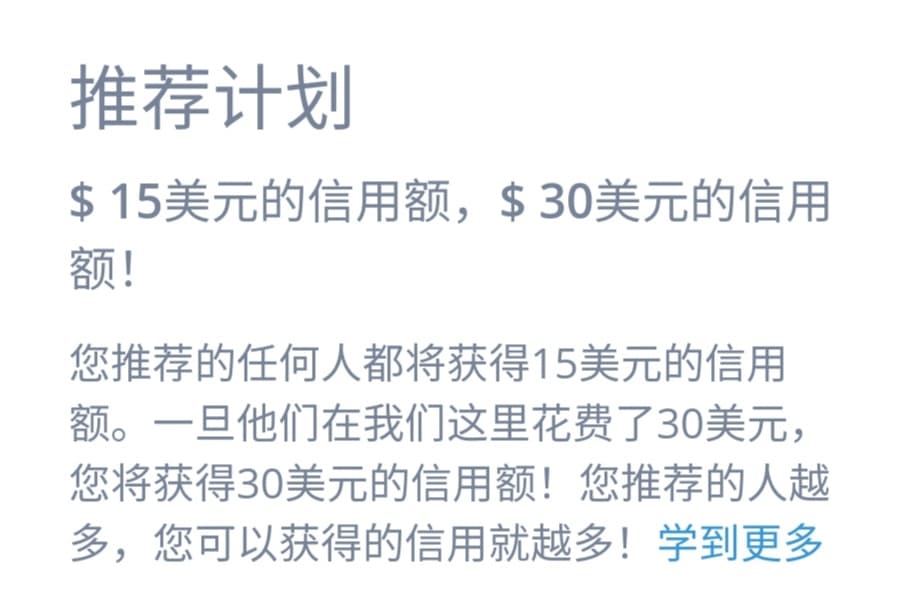 推荐计划
$ 15美元的信用额，$ 30美元的信用
额！
您推荐的任何人都将获得15美元的信用
额。一旦他们在我们这里花费了30美元，
您将获得30美元的信用额！您推荐的人越
多，您可以获得的信用就越多！学到更多